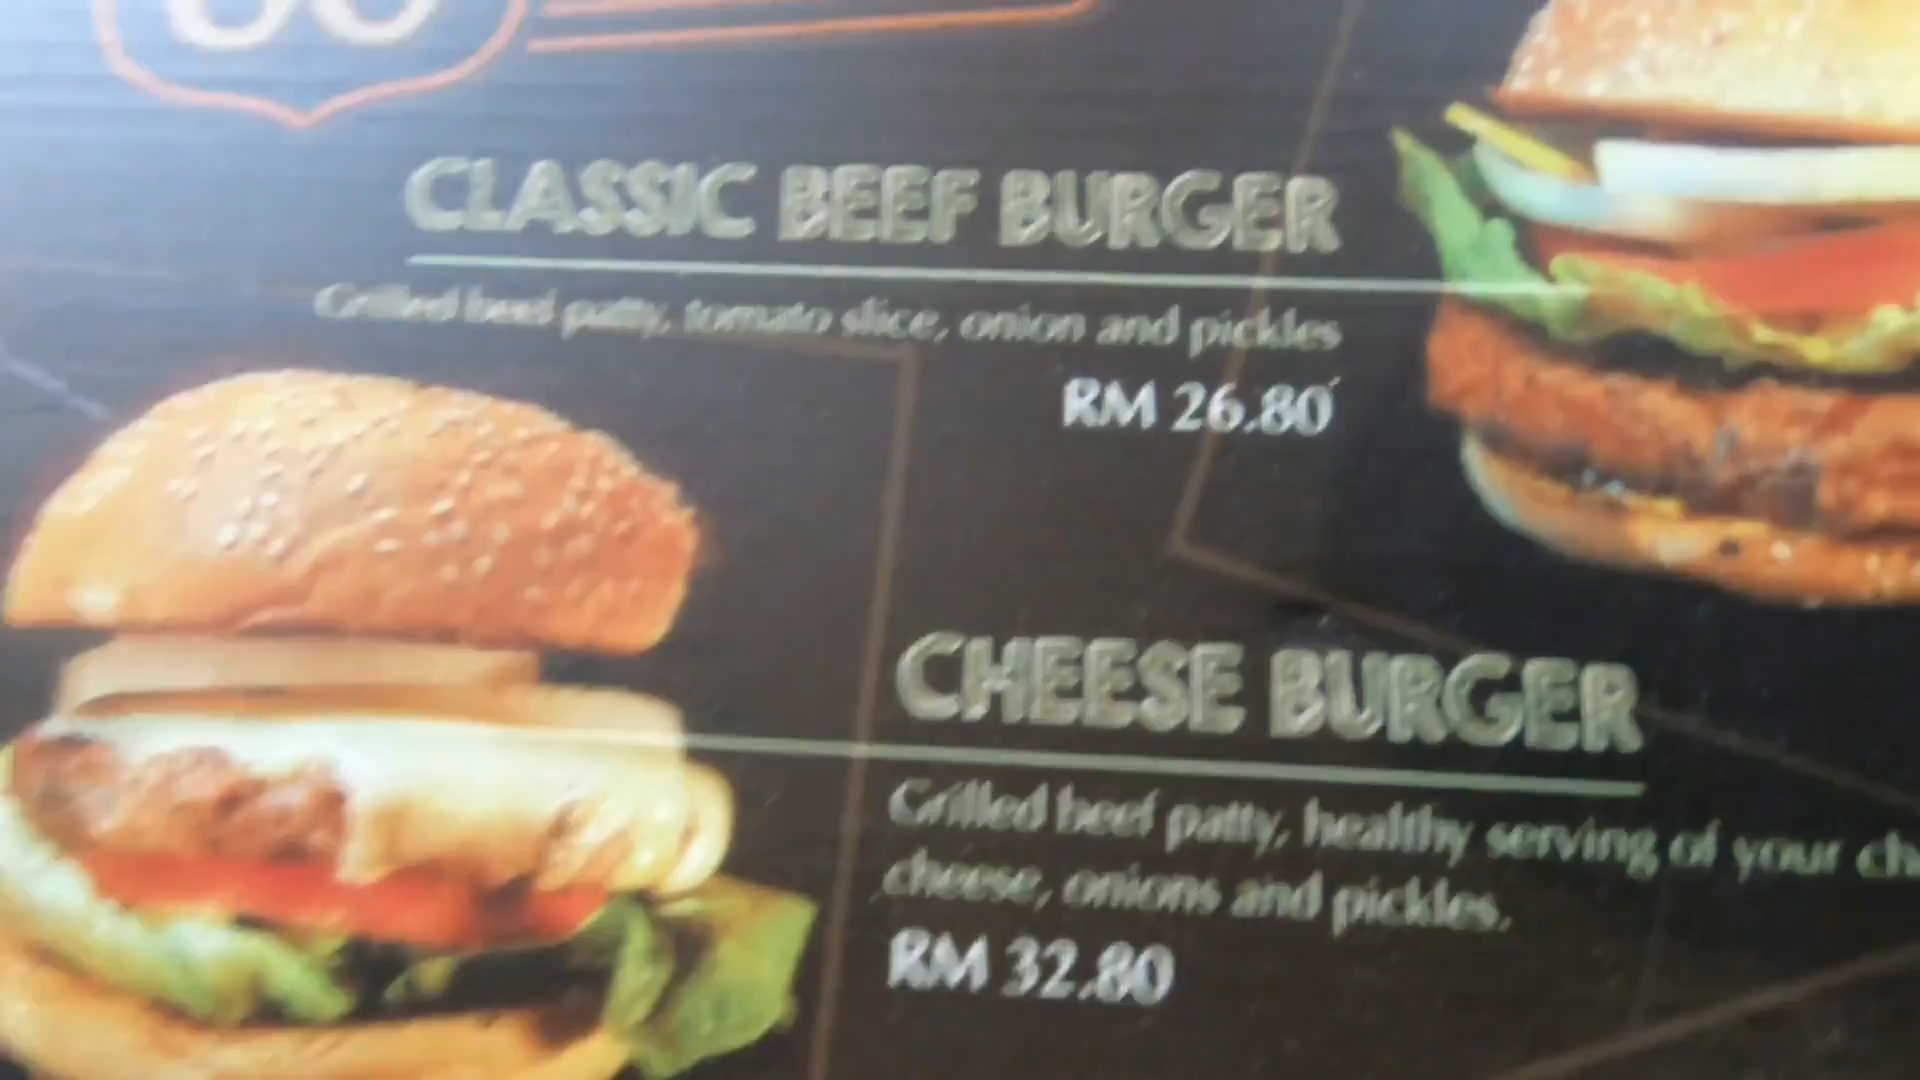 CLASSIC BEEF BURGER
Grilled beef patty, tomato slice, onion and pickles
RM 26.80
CHEESE BURGER
Grilled beef patty, healthy serving of your
cheese, onions and pickles.
RM 32.80